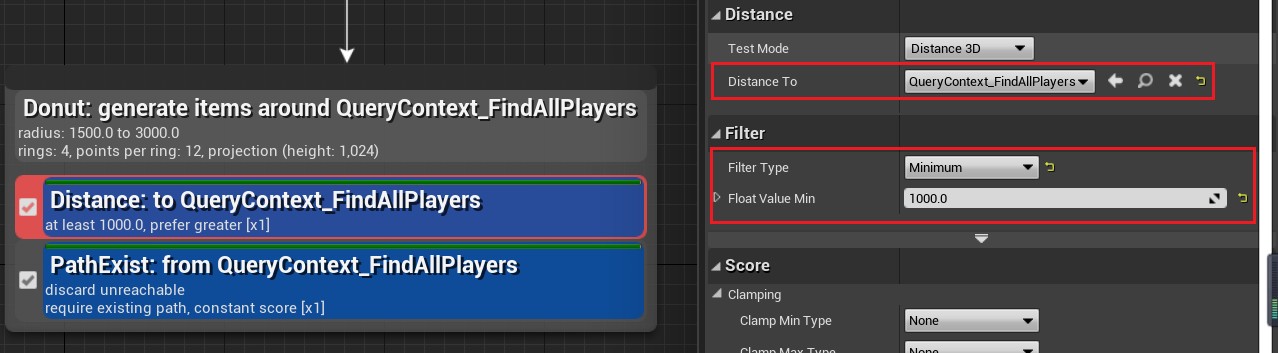 Donut: generate items around QueryContext_FindAllPlayers
radius: 1500.0 to 3000.0
rings: 4, points per ring: 12, projection (height: 1,024)
Distance: to QueryContext_FindAllPlayers
at least 1000.0, prefer greater [x1]
PathExist: from QueryContext_FindAllPlayers
discard unreachable
require existing path, constant score [x1]
Distance
Test Mode Distance 3D
Distance To QueryContext_FindAllPlayers
Filter
Filter Type Minimum
Float Value Min 1000.0
Score
Clamping
Clamp Min Type None
Clamp Max Type None